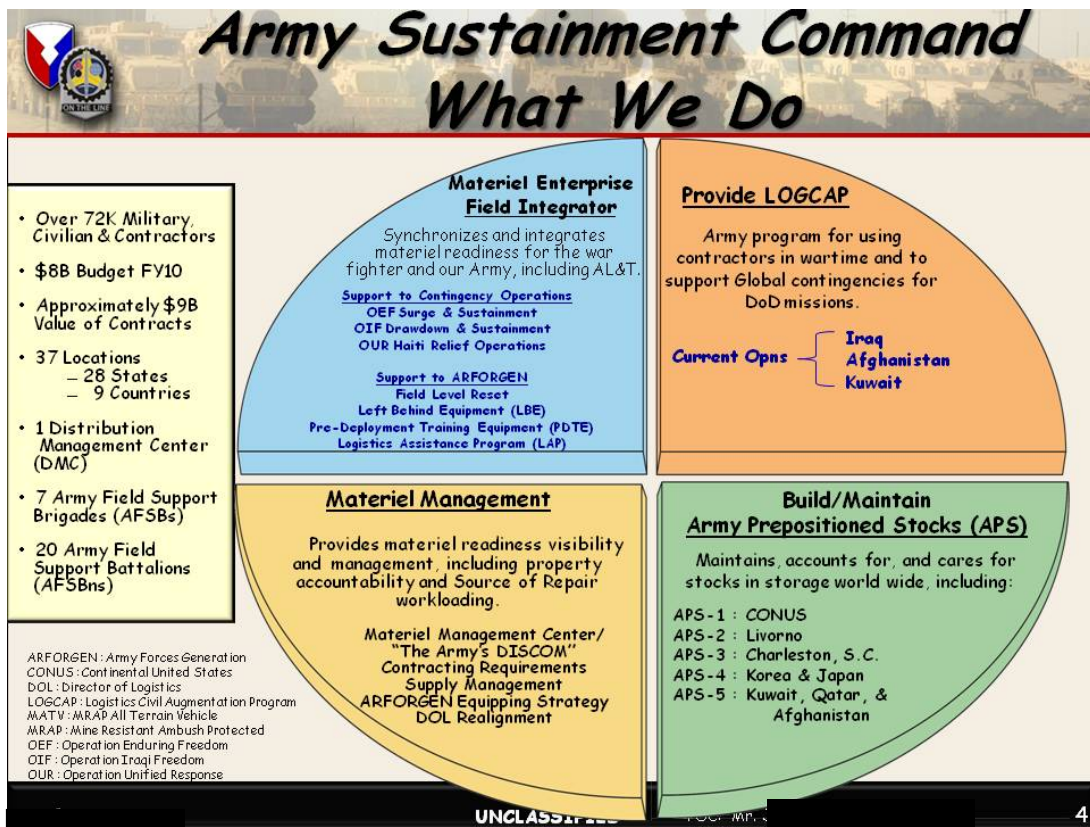 Army Sustainment Command
What We Do
ON THE LINE
• Over 72K Military,
Civilian & Contractors
• $8B Budget FY10
• Approximately $9B
Value of Contracts
• 37 Locations
– 28 States
– 9 Countries
• 1 Distribution
Management Center
(DMC)
• 7 Army Field Support
Brigades (AFSBs)
• 20 Army Field
Support Battalions
(AFSBns)
Materiel Enterprise
Field Integrator
Synchronizes and integrates
materiel readiness for the war
fighter and our Army, including AL&T.
Support to Contingency Operations
OEF Surge & Sustainment
OIF Drawdown & Sustainment
OUR Haiti Relief Operations
Support to ARFORGEN
Field Level Reset
Left Behind Equipment (LBE)
Pre-Deployment Training Equipment (PDTE)
Logistics Assistance Program (LAP)
Provide LOGCAP
Army program for using
contractors in wartime and to
support Global contingencies for
DoD missions.
Current Opns
Iraq
Afghanistan
Kuwait
Materiel Management
Provides materiel readiness visibility
and management, including property
accountability and Source of Repair
workloading.
Materiel Management Center/
"The Army's DISCOM"
Contracting Requirements
Supply Management
ARFORGEN Equipping Strategy
DOL Realignment
Build/Maintain
Army Prepositioned Stocks (APS)
Maintains, accounts for, and cares for
stocks in storage world wide, including:
APS-1 : CONUS
APS-2 : Livorno
APS-3 : Charleston, S.C.
APS-4 : Korea & Japan
APS-5 : Kuwait, Qatar, &
Afghanistan
ARFORGEN : Army Forces Generation
CONUS : Continental United States
DOL : Director of Logistics
LOGCAP : Logistics Civil Augmentation Program
MATV : MRAP All Terrain Vehicle
MRAP : Mine Resistant Ambush Protected
OEF : Operation Enduring Freedom
OIF : Operation Iraqi Freedom
OUR : Operation Unified Response
UNCLASSIFIED
4